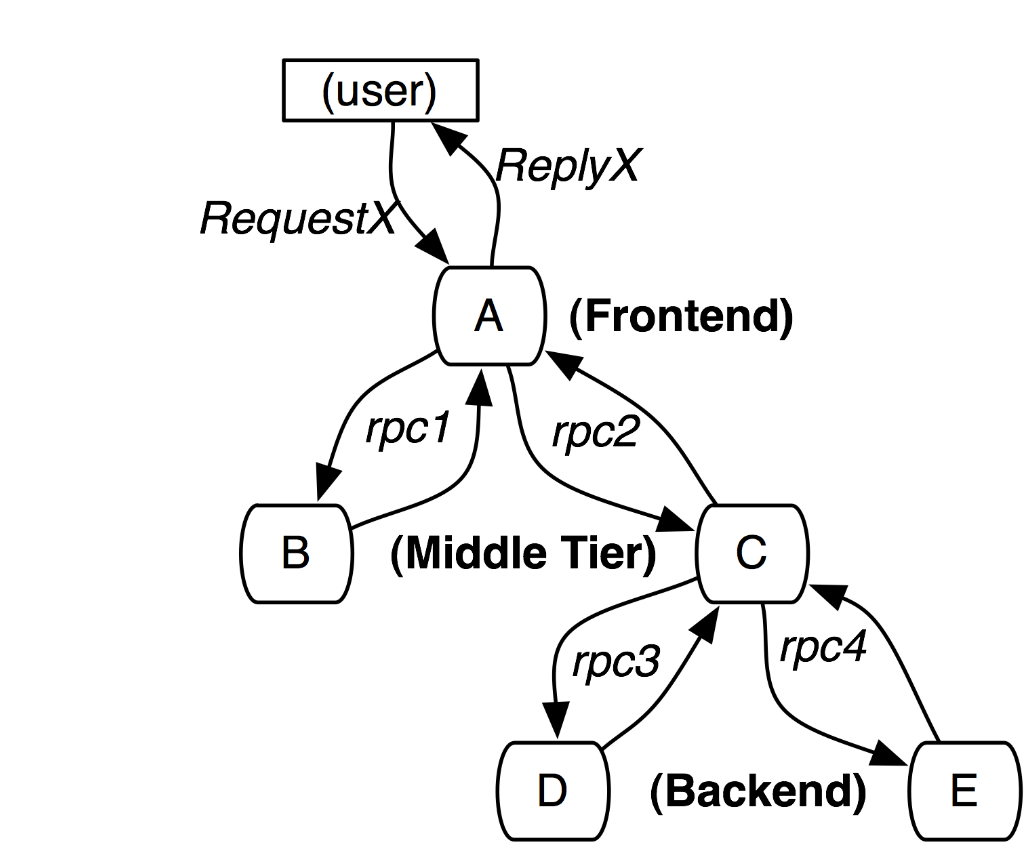 (user)
ReplyX
RequestX
A
(Frontend)
rpc1
rpc2
B
(Middle Tier)
C
rpc3
rpc4
D
(Backend)
E